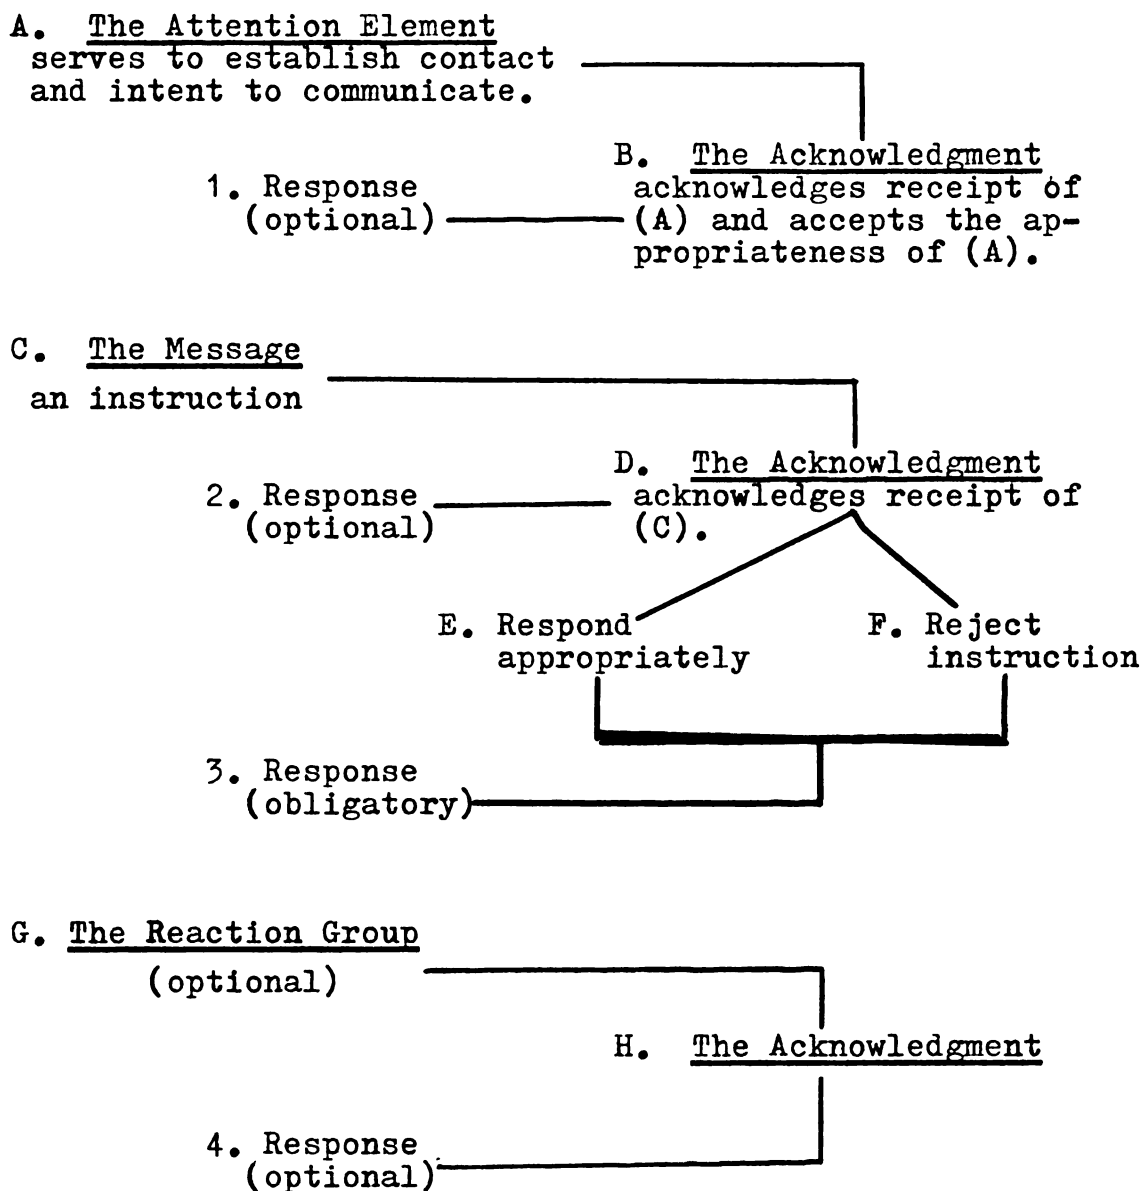 A. The Attention Element
serves to establish contact
and intent to communicate.
B. The Acknowledgment
acknowledges receipt of
(A) and accepts the ap-
propriateness of (A).
1. Response
(optional)
C. The Message
an instruction
D. The Acknowledgment
acknowledges receipt of
(C).
2. Response
(optional)
E. Respond
appropriately
F. Reject
instruction
3. Response
(obligatory)
G. The Reaction Group
(optional)
H. The Acknowledgment
4. Response
(optional)